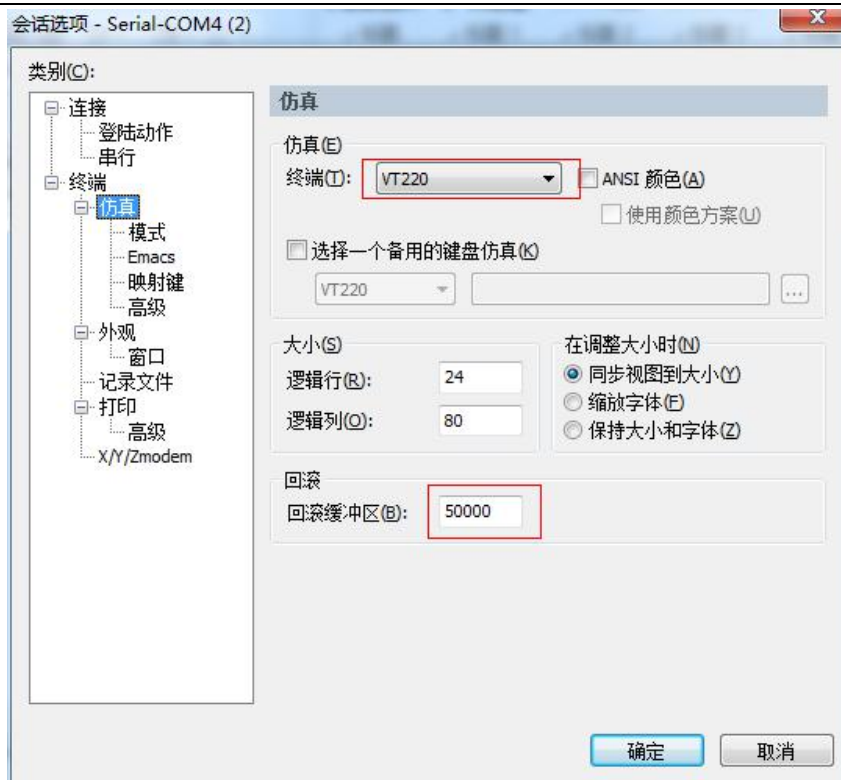 会话选项 - Serial-COM4 (2)
类别(C):
连接
登陆动作
串行
终端
仿真
模式
Emacs
映射键
高级
外观
窗口
记录文件
打印
高级
X/Y/Zmodem
仿真
仿真(E)
终端(T): VT220 ANSI 颜色(A)
使用颜色方案(U)
选择一个备用的键盘仿真(K)
VT220 ...
大小(S)
逻辑行(R): 24
逻辑列(O): 80
在调整大小时(N)
同步视图到大小(Y)
缩放字体(F)
保持大小和字体(Z)
回滚
回滚缓冲区(B): 50000
确定 取消